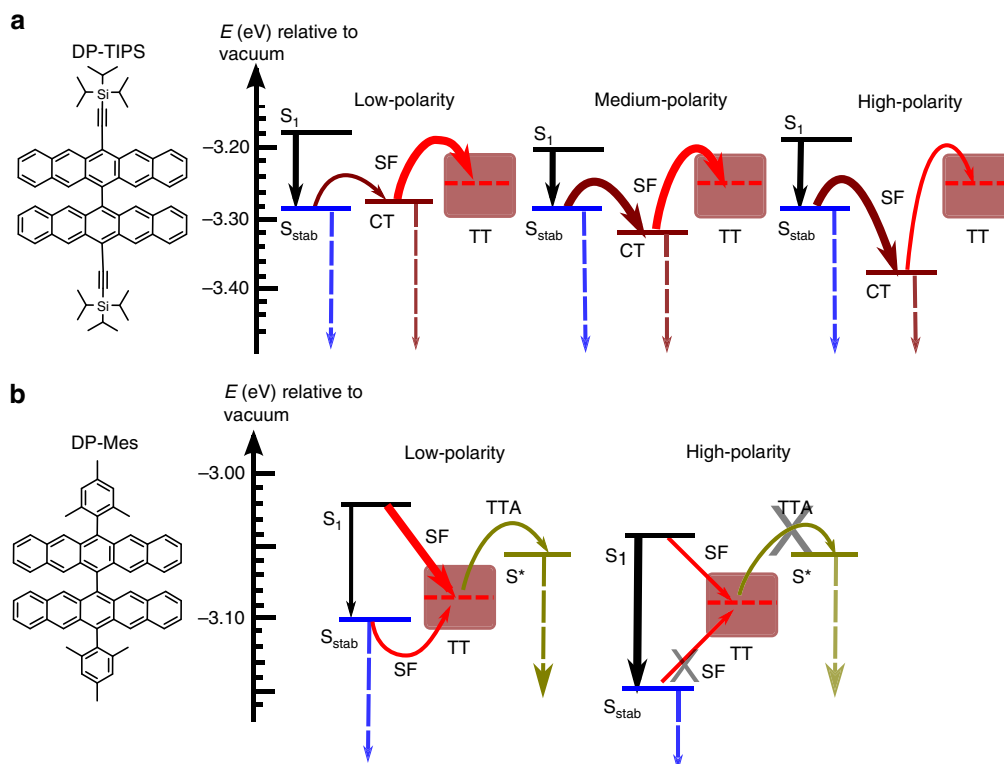 a
DP-TIPS
Si
Si
E (eV) relative to
vacuum
–3.20
–3.30
–3.40
Low-polarity
S1
Sstab
SF
CT
TT
Medium-polarity
S1
Sstab
SF
CT
TT
High-polarity
S1
Sstab
SF
CT
TT
b
DP-Mes
E (eV) relative to
vacuum
–3.00
–3.10
Low-polarity
S1
SF
TTA
S*
Sstab
SF
TT
High-polarity
S1
SF
TTA
S*
TT
SF
Sstab